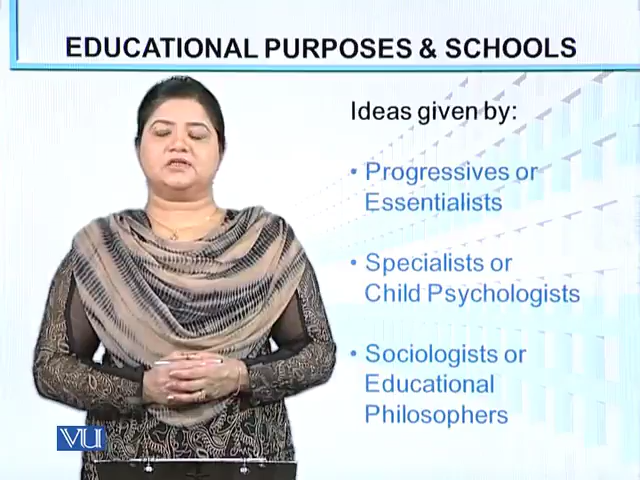 EDUCATIONAL PURPOSES & SCHOOLS
Ideas given by:
• Progressives or
Essentialists
• Specialists or
Child Psychologists
• Sociologists or
Educational
Philosophers
VU